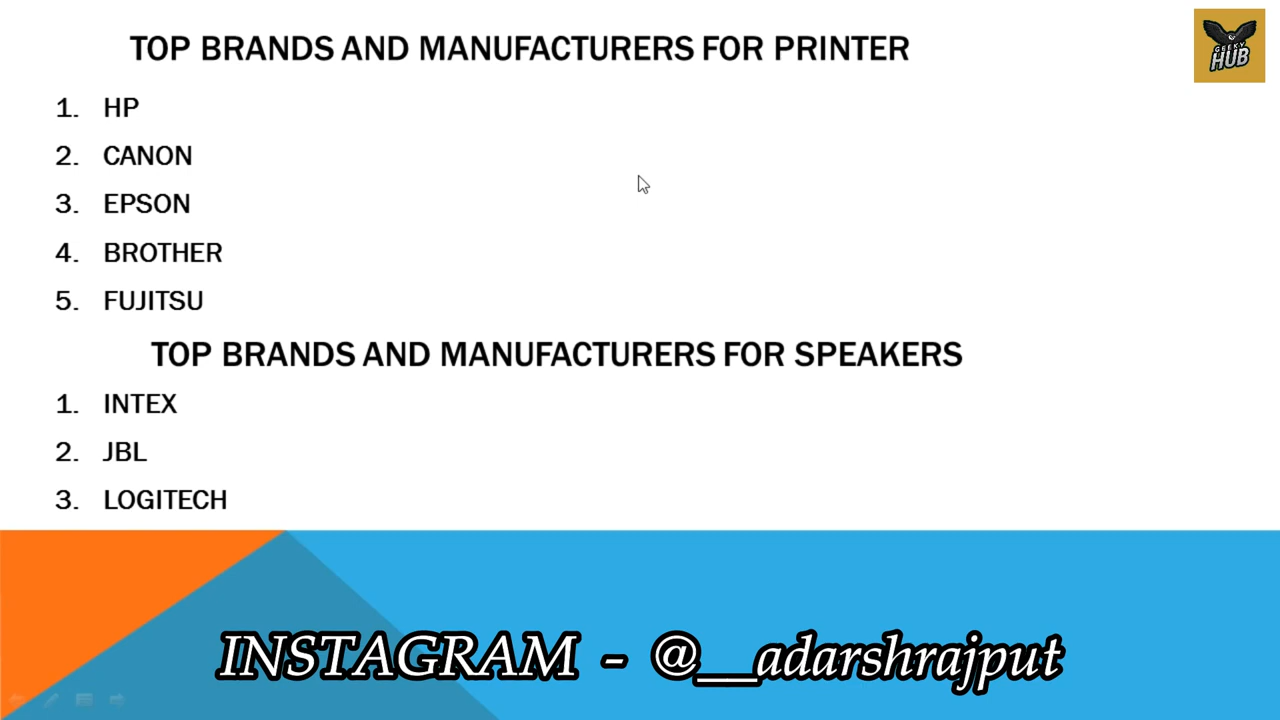 TOP BRANDS AND MANUFACTURERS FOR PRINTER
GEEKY
HUB
1. HP
2. CANON
3. EPSON
4. BROTHER
5. FUJITSU
TOP BRANDS AND MANUFACTURERS FOR SPEAKERS
1. INTEX
2. JBL
3. LOGITECH
INSTAGRAM - @__adarshrajput